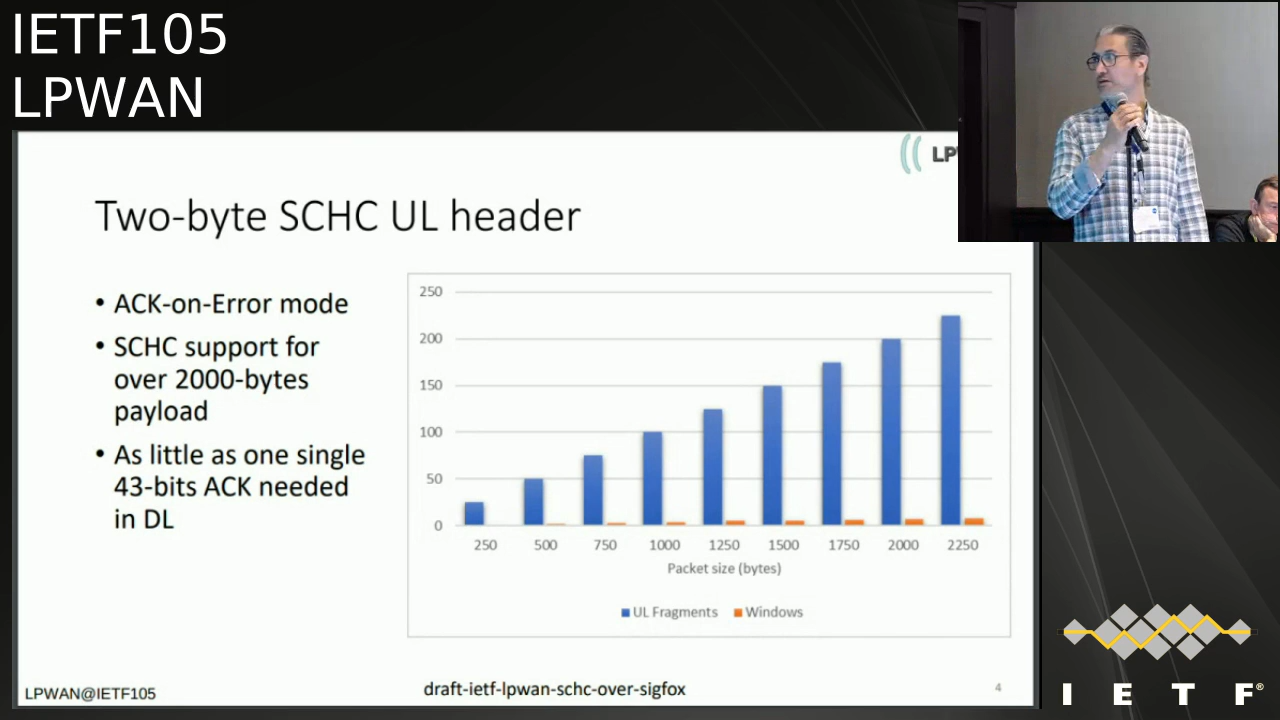 IETF105
LPWAN
LP
Two-byte SCHC UL header
• ACK-on-Error mode
• SCHC support for
over 2000-bytes
payload
• As little as one single
43-bits ACK needed
in DL
250
200
150
100
50
0
250 500 750 1000 1250 1500 1750 2000 2250
Packet size (bytes)
UL Fragments Windows
LPWAN@IETF105
draft-ietf-lpwan-schc-over-sigfox
4
I E T F®